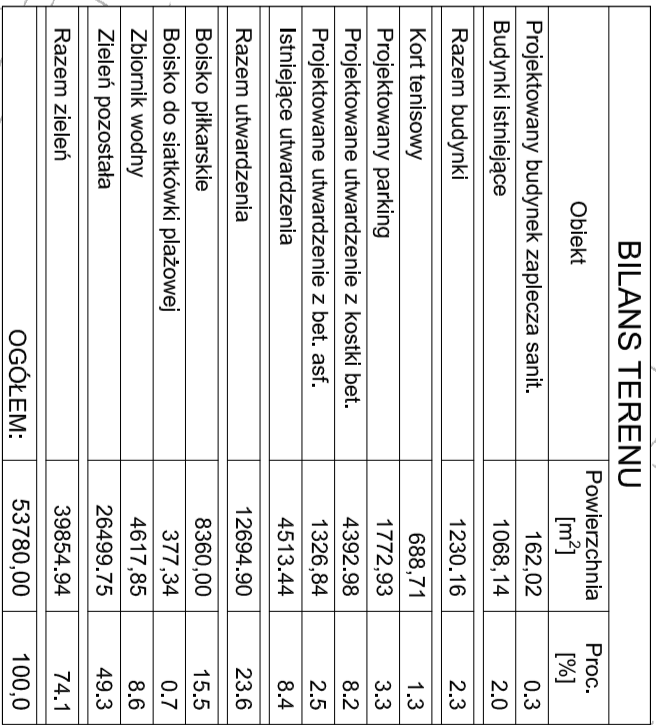 BILANS TERENU
Obiekt Powierzchnia [m²] Proc. [%]
Projektowany budynek zaplecza sanit. 162,02 0.3
Budynki istniejące 1068,14 2.0
Razem budynki 1230.16 2.3
Kort tenisowy 688,71 1.3
Projektowany parking 1772,93 3.3
Projektowane utwardzenie z kostki bet. 4392.98 8.2
Projektowane utwardzenie z bet. asf. 1326,84 2.5
Istniejące utwardzenia 4513.44 8.4
Razem utwardzenia 12694.90 23.6
Boisko piłkarskie 8360,00 15.5
Boisko do siatkówki plażowej 377,34 0.7
Zbiornik wodny 4617,85 8.6
Zieleń pozostała 26499.75 49.3
Razem zieleń 39854.94 74.1
OGÓŁEM: 53780,00 100,0